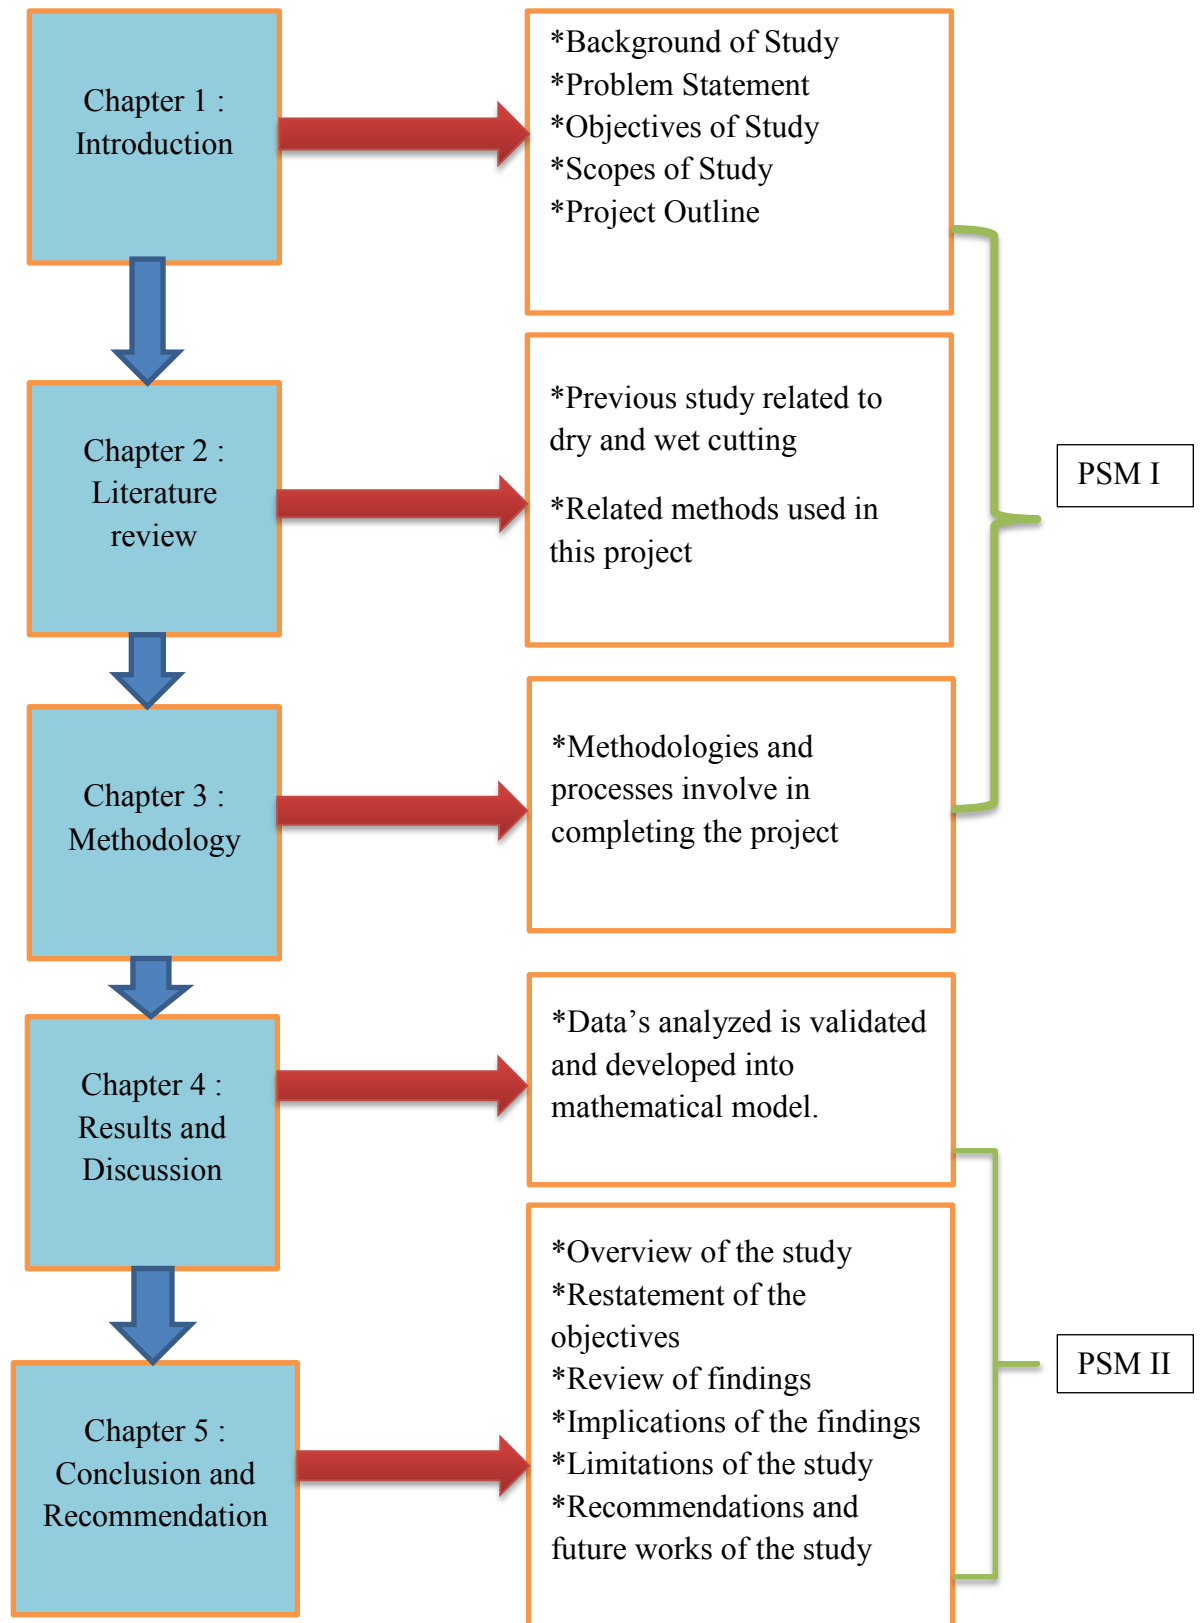 Chapter 1 :
Introduction
*Background of Study
*Problem Statement
*Objectives of Study
*Scopes of Study
*Project Outline
Chapter 2 :
Literature
review
*Previous study related to
dry and wet cutting
*Related methods used in
this project
PSM I
Chapter 3 :
Methodology
*Methodologies and
processes involve in
completing the project
Chapter 4 :
Results and
Discussion
*Data’s analyzed is validated
and developed into
mathematical model.
Chapter 5 :
Conclusion and
Recommendation
*Overview of the study
*Restatement of the
objectives
*Review of findings
*Implications of the findings
*Limitations of the study
*Recommendations and
future works of the study
PSM II